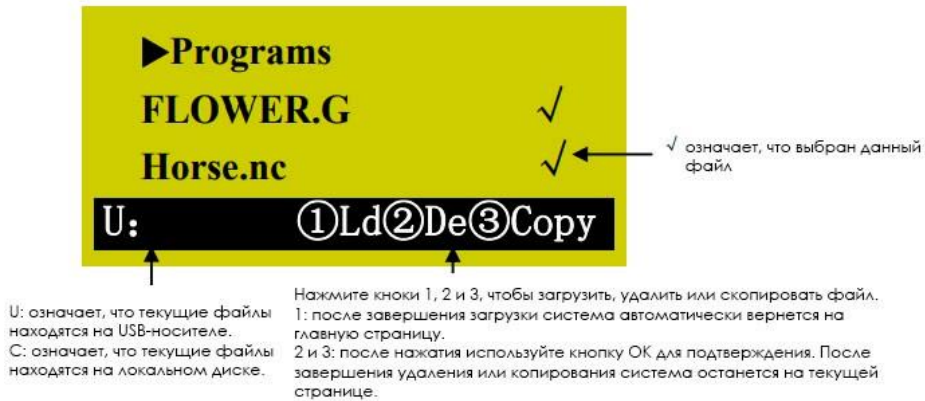 ▶Programs
FLOWER.G √
Horse.nc √
√ означает, что выбран данный
файл
U: ①Ld②De③Copy
U: означает, что текущие файлы
находятся на USB-носителе.
С: означает, что текущие файлы
находятся на локальном диске.
Нажмите кноки 1, 2 и 3, чтобы загрузить, удалить или скопировать файл.
1: после завершения загрузки система автоматически вернется на
главную страницу.
2 и 3: после нажатия используйте кнопку ОК для подтверждения. После
завершения удаления или копирования система останется на текущей
странице.